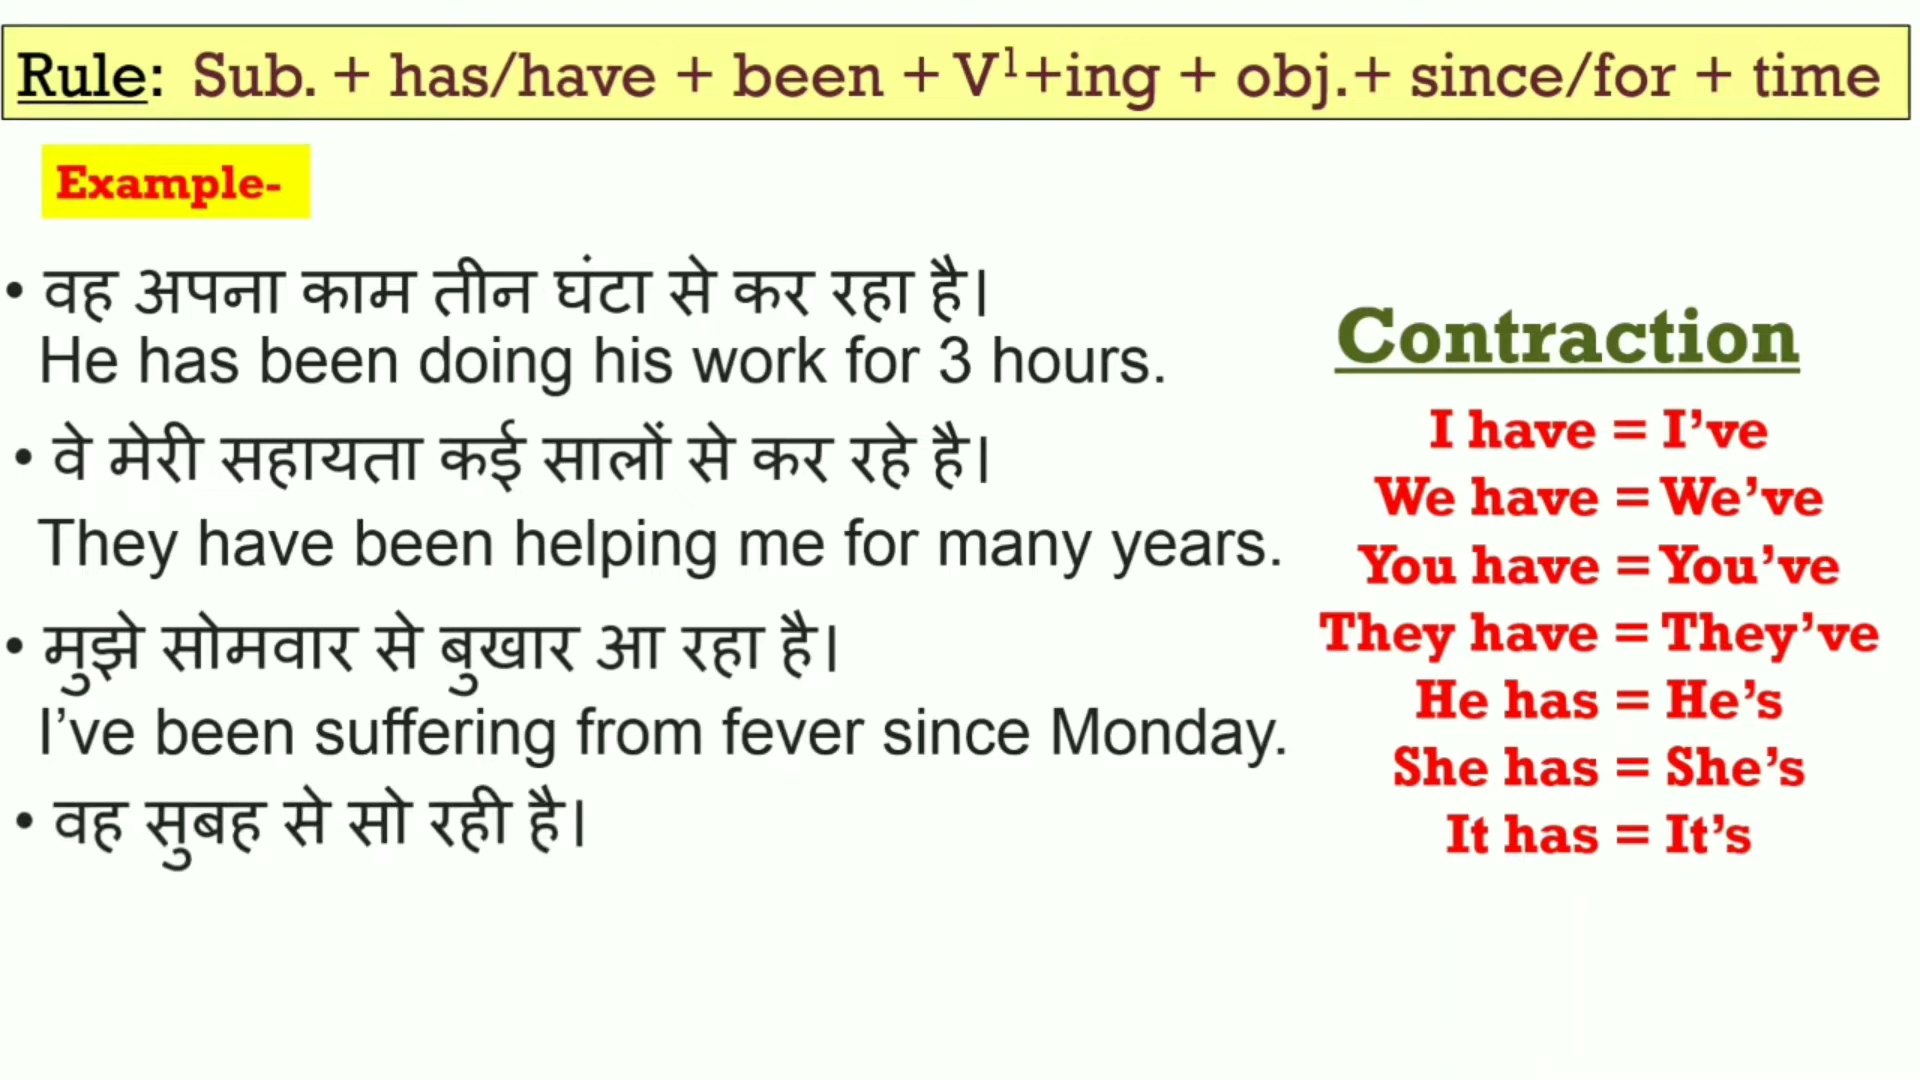 Rule: Sub. + has/have + been + V¹+ing + obj.+ since/for + time
Example-
• वह अपना काम तीन घंटा से कर रहा है।
He has been doing his work for 3 hours.
• वे मेरी सहायता कई सालों से कर रहे है।
They have been helping me for many years.
• मुझे सोमवार से बुखार आ रहा है।
I’ve been suffering from fever since Monday.
• वह सुबह से सो रही है।
Contraction
I have = I’ve
We have = We’ve
You have = You’ve
They have = They’ve
He has = He’s
She has = She’s
It has = It’s